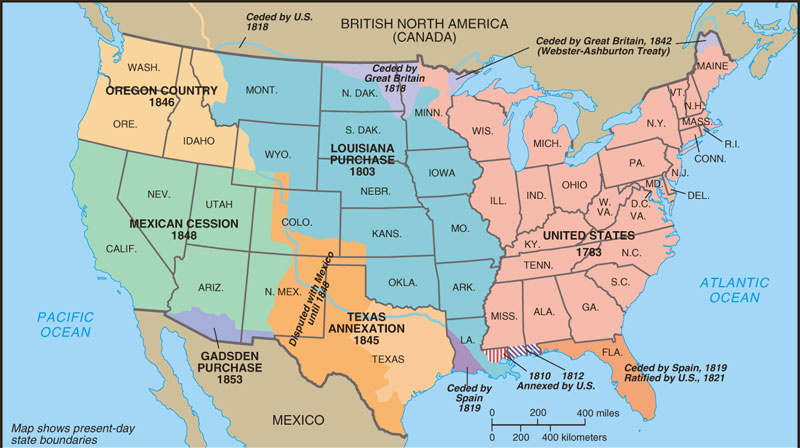 Ceded by U.S.
1818
BRITISH NORTH AMERICA
(CANADA)
Ceded by Great Britain, 1842
(Webster-Ashburton Treaty)
Ceded by
Great Britain
1818
WASH.
OREGON COUNTRY
1846
ORE.
IDAHO
MONT.
N. DAK.
MINN.
S. DAK.
WYO.
LOUISIANA
PURCHASE
1803
NEBR.
IOWA
WIS.
MICH.
MAINE
VT.
N.H.
MASS.
N.Y.
R.I.
CONN.
PA.
N.J.
MD.
DEL.
D.C.
ILL.
IND.
OHIO
W.
VA.
VA.
NEV.
UTAH
COLO.
KANS.
MO.
KY.
UNITED STATES
1783
MEXICAN CESSION
1848
CALIF.
TENN.
N.C.
ARIZ.
N. MEX.
OKLA.
ARK.
S.C.
MISS.
ALA.
GA.
Disputed with Mexico
until 1848
TEXAS
ANNEXATION
1845
TEXAS
LA.
FLA.
PACIFIC
OCEAN
ATLANTIC
OCEAN
GADSDEN
PURCHASE
1853
Ceded by
Spain
1819
1810
1812
Annexed by U.S.
Ceded by Spain, 1819
Ratified by U.S., 1821
MEXICO
0 200 400 miles
0 200 400 kilometers
Map shows present-day
state boundaries